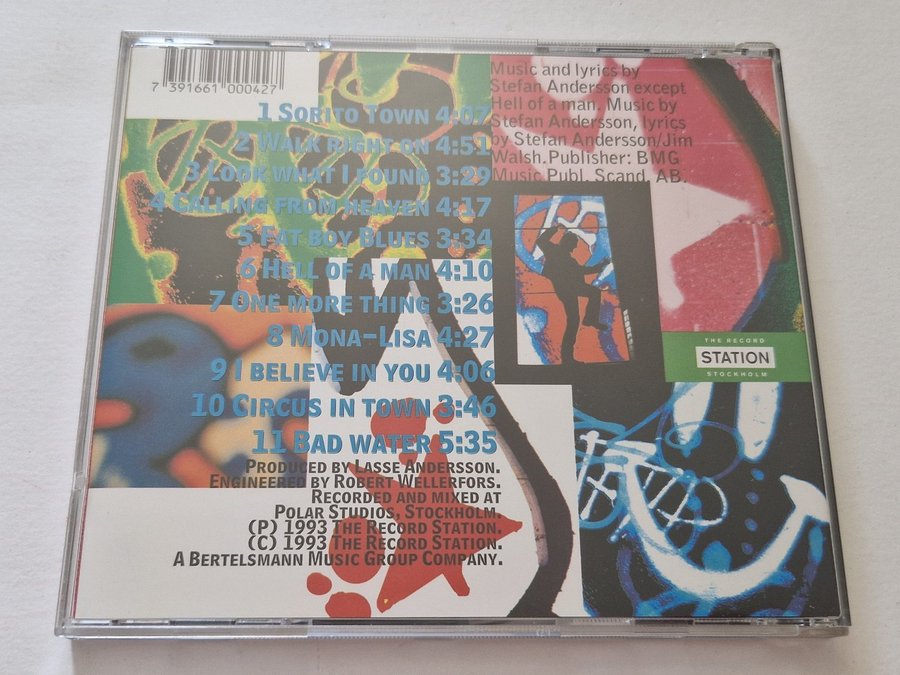 7 391661 000427
Music and lyrics by
Stefan Andersson except
Hell of a man. Music by
Stefan Andersson, lyrics
by Stefan Andersson/Jim
Walsh.Publisher: BMG
Music Publ. Scand, AB.
1 Sorito Town 4:07
2 Walk right on 4:51
3 Look what I found 3:29
4 Calling from heaven 4:17
5 Fat boy Blues 3:34
6 Hell of a man 4:10
7 One more thing 3:26
8 Mona-Lisa 4:27
9 I believe in you 4:06
10 Circus in town 3:46
11 Bad water 5:35
Produced by Lasse Andersson.
Engineered by Robert Wellerfors.
Recorded and mixed at
Polar Studios, Stockholm.
(P) 1993 The Record Station.
(C) 1993 The Record Station.
A Bertelsmann Music Group Company.
THE RECORD
STATION
STOCKHOLM